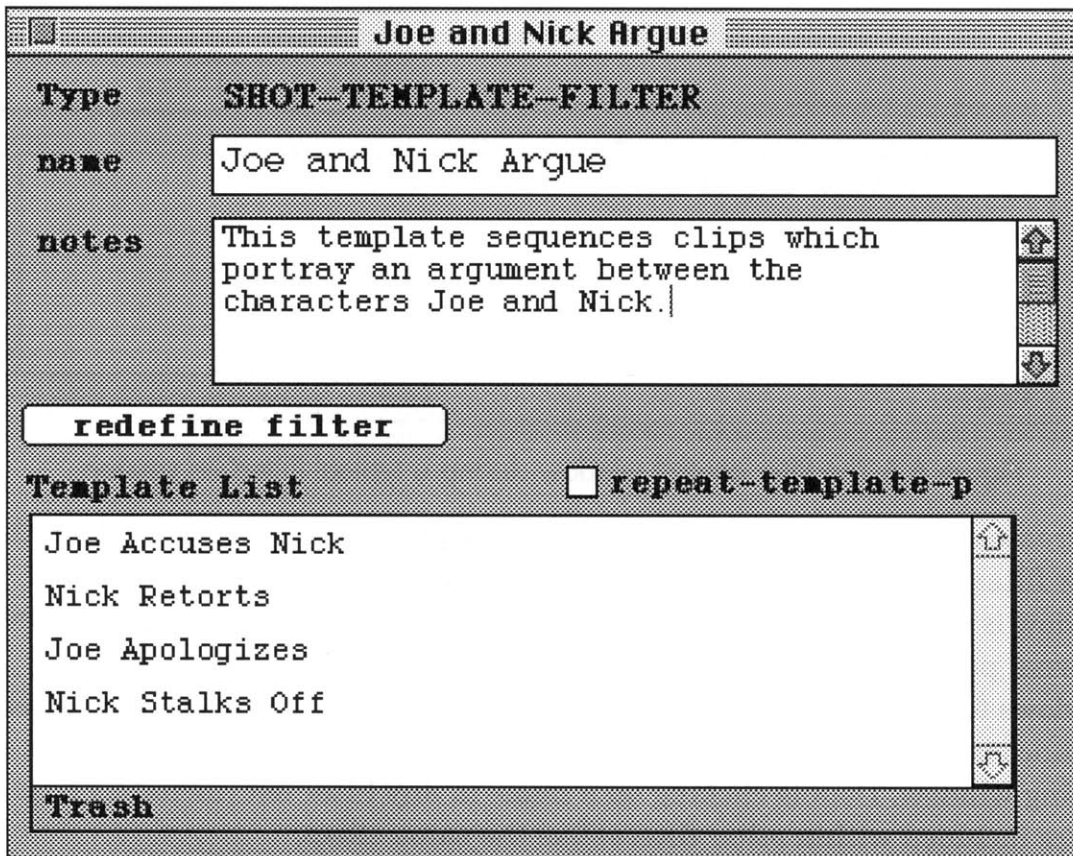 Joe and Nick Argue
Type SHOT-TEMPLATE-FILTER
name Joe and Nick Argue
notes This template sequences clips which
portray an argument between the
characters Joe and Nick.
redefine filter
Template List repeat-template-p
Joe Accuses Nick
Nick Retorts
Joe Apologizes
Nick Stalks Off
Trash